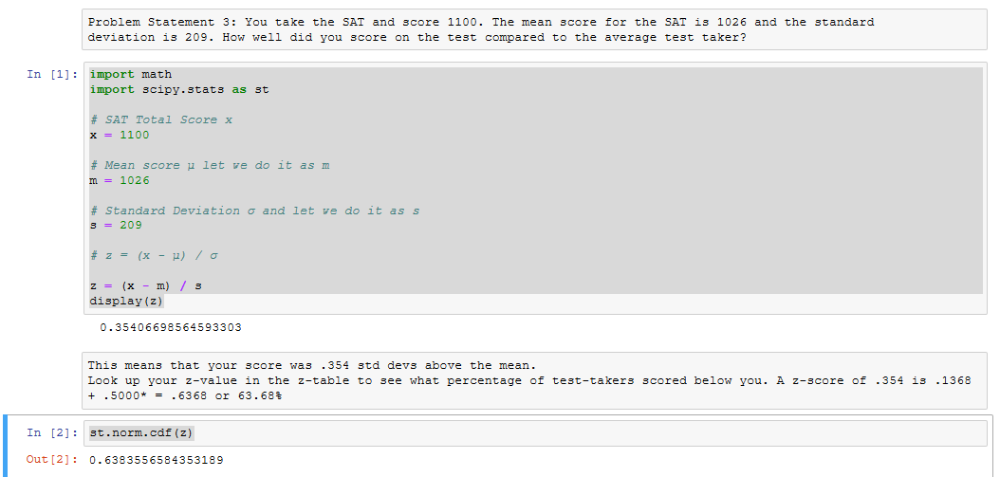 Problem Statement 3: You take the SAT and score 1100. The mean score for the SAT is 1026 and the standard
deviation is 209. How well did you score on the test compared to the average test taker?
In [1]: import math
import scipy.stats as st
# SAT Total Score x
x = 1100
# Mean score μ let we do it as m
m = 1026
# Standard Deviation σ and let we do it as s
s = 209
# z = (x - μ) / σ
z = (x - m) / s
display(z)
0.35406698564593303
This means that your score was .354 std devs above the mean.
Look up your z-value in the z-table to see what percentage of test-takers scored below you. A z-score of .354 is .1368
+ .5000* = .6368 or 63.68%
In [2]: st.norm.cdf(z)
Out[2]: 0.6383556584353189